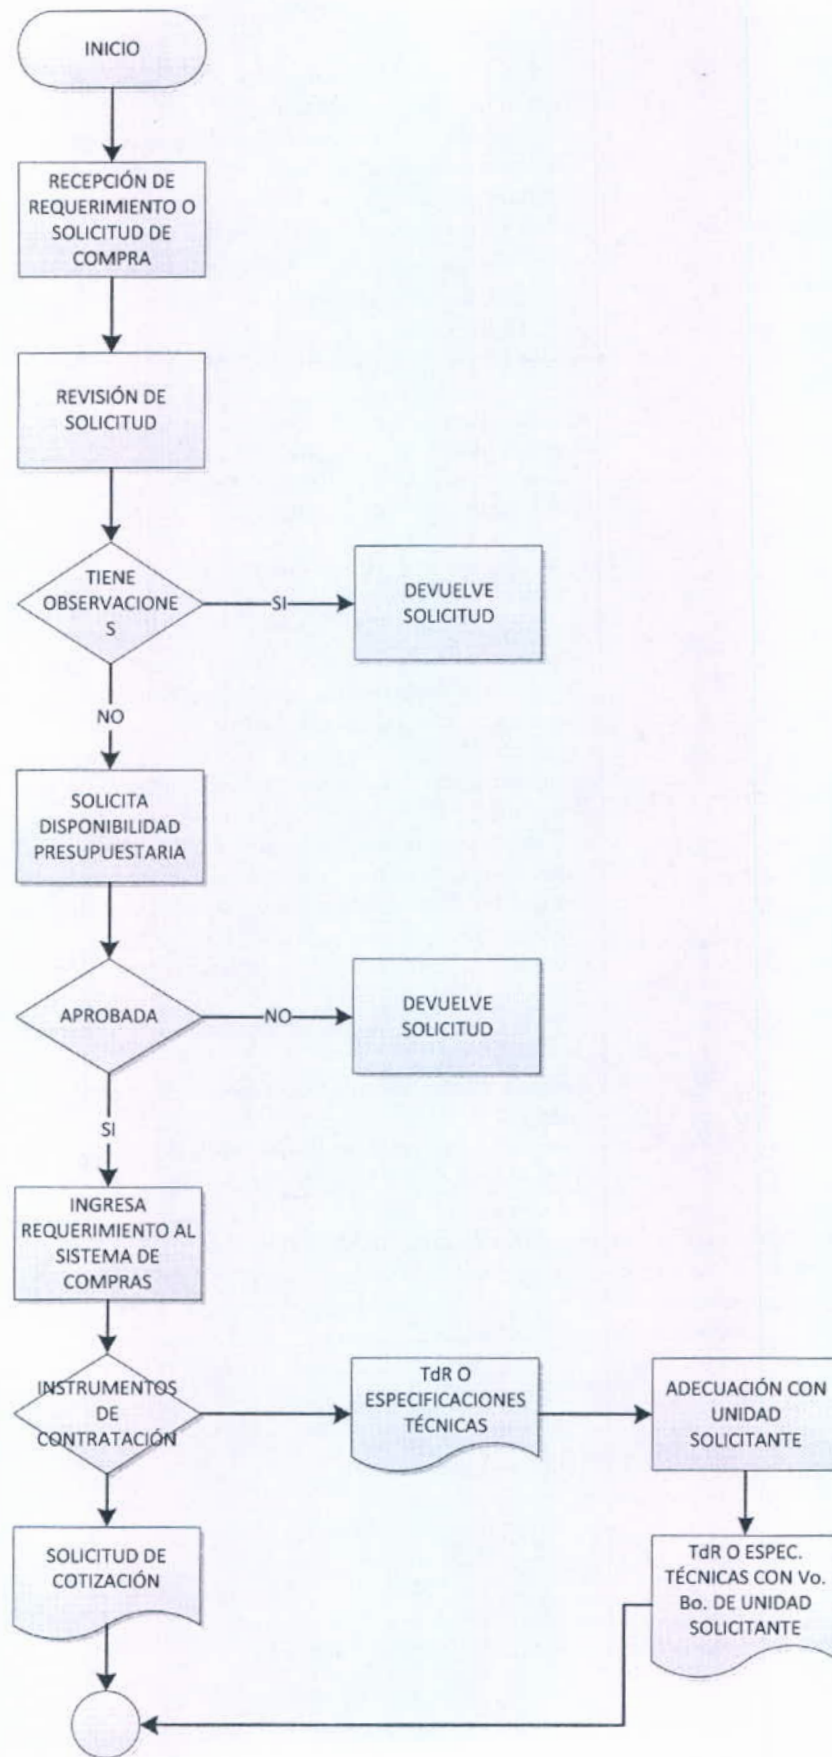 INICIO
RECEPCIÓN DE
REQUERIMIENTO O
SOLICITUD DE
COMPRA
REVISIÓN DE
SOLICITUD
TIENE
OBSERVACIONE
S
SI
DEVUELVE
SOLICITUD
NO
SOLICITA
DISPONIBILIDAD
PRESUPUESTARIA
APROBADA
NO
DEVUELVE
SOLICITUD
SI
INGRESA
REQUERIMIENTO AL
SISTEMA DE
COMPRAS
INSTRUMENTOS
DE
CONTRATACIÓN
TdR O
ESPECIFICACIONES
TÉCNICAS
ADECUACIÓN CON
UNIDAD
SOLICITANTE
SOLICITUD DE
COTIZACIÓN
TdR O ESPEC.
TÉCNICAS CON Vo.
Bo. DE UNIDAD
SOLICITANTE